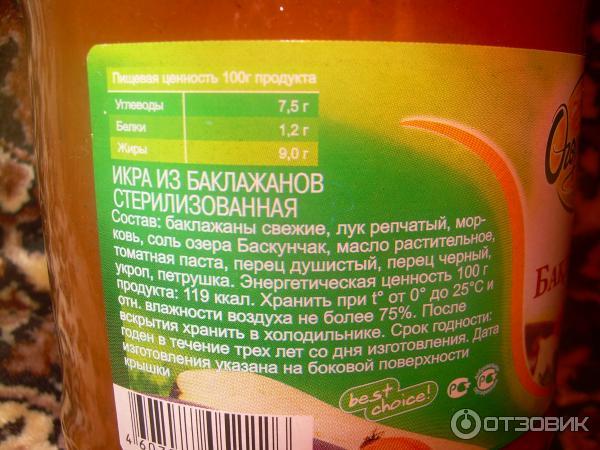 Пищевая ценность 100г продукта
Углеводы 7,5 г
Белки 1,2 г
Жиры 9,0 г
ИКРА ИЗ БАКЛАЖАНОВ
СТЕРИЛИЗОВАННАЯ
Состав: баклажаны свежие, лук репчатый, мор-
ковь, соль озера Баскунчак, масло растительное,
томатная паста, перец душистый, перец черный,
укроп, петрушка. Энергетическая ценность 100 г
продукта: 119 ккал. Хранить при t° от 0° до 25°С и
отн. влажности воздуха не более 75%. После
вскрытия хранить в холодильнике. Срок годности:
годен в течение трех лет со дня изготовления. Дата
изготовления указана на боковой поверхности
крышки
best choice!
ОТЗОВИК